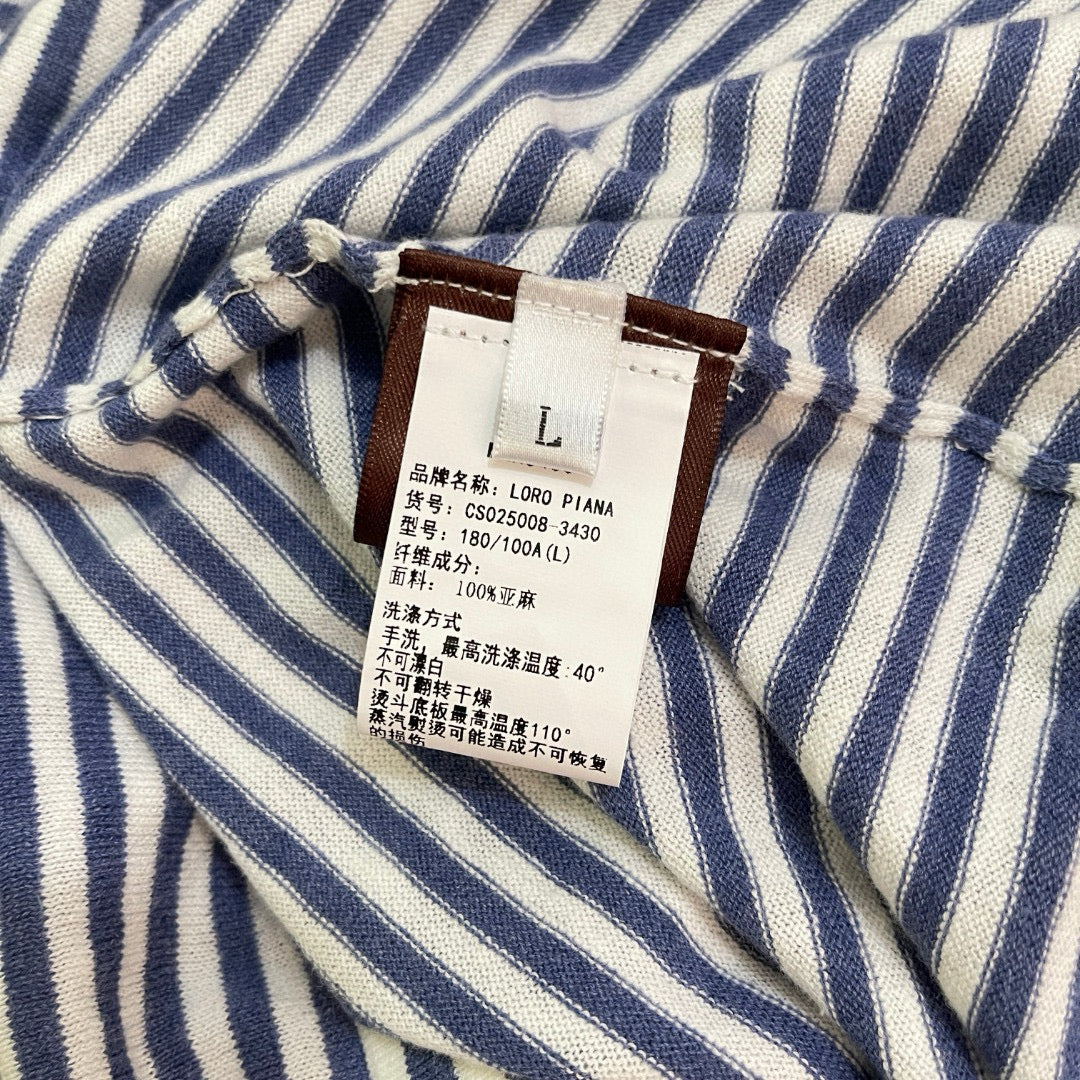 L
品牌名称: LORO PIANA
货号: CS025008-3430
型号: 180/100A(L)
纤维成分:
面料: 100%亚麻
洗涤方式
手洗, 最高洗涤温度:40°
不可漂白
不可翻转干燥
烫斗底板最高温度110°
蒸汽熨烫可能造成不可恢复
的损伤